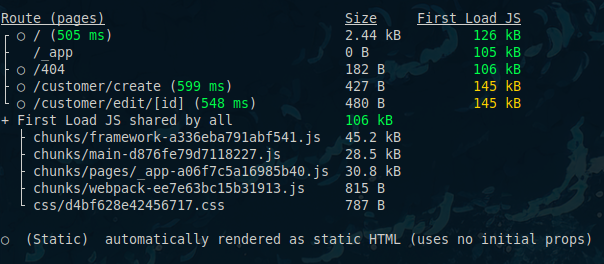 Route (pages) Size First Load JS
┌ ○ / (505 ms) 2.44 kB 126 kB
├ /_app 0 B 105 kB
├ ○ /404 182 B 106 kB
├ ○ /customer/create (599 ms) 427 B 145 kB
└ ○ /customer/edit/[id] (548 ms) 480 B 145 kB
+ First Load JS shared by all 106 kB
├ chunks/framework-a336eba791abf541.js 45.2 kB
├ chunks/main-d876fe79d7118227.js 28.5 kB
├ chunks/pages/_app-a06f7c5a16985b40.js 30.8 kB
├ chunks/webpack-ee7e63bc15b31913.js 815 B
└ css/d4bf628e42456717.css 787 B
○ (Static) automatically rendered as static HTML (uses no initial props)